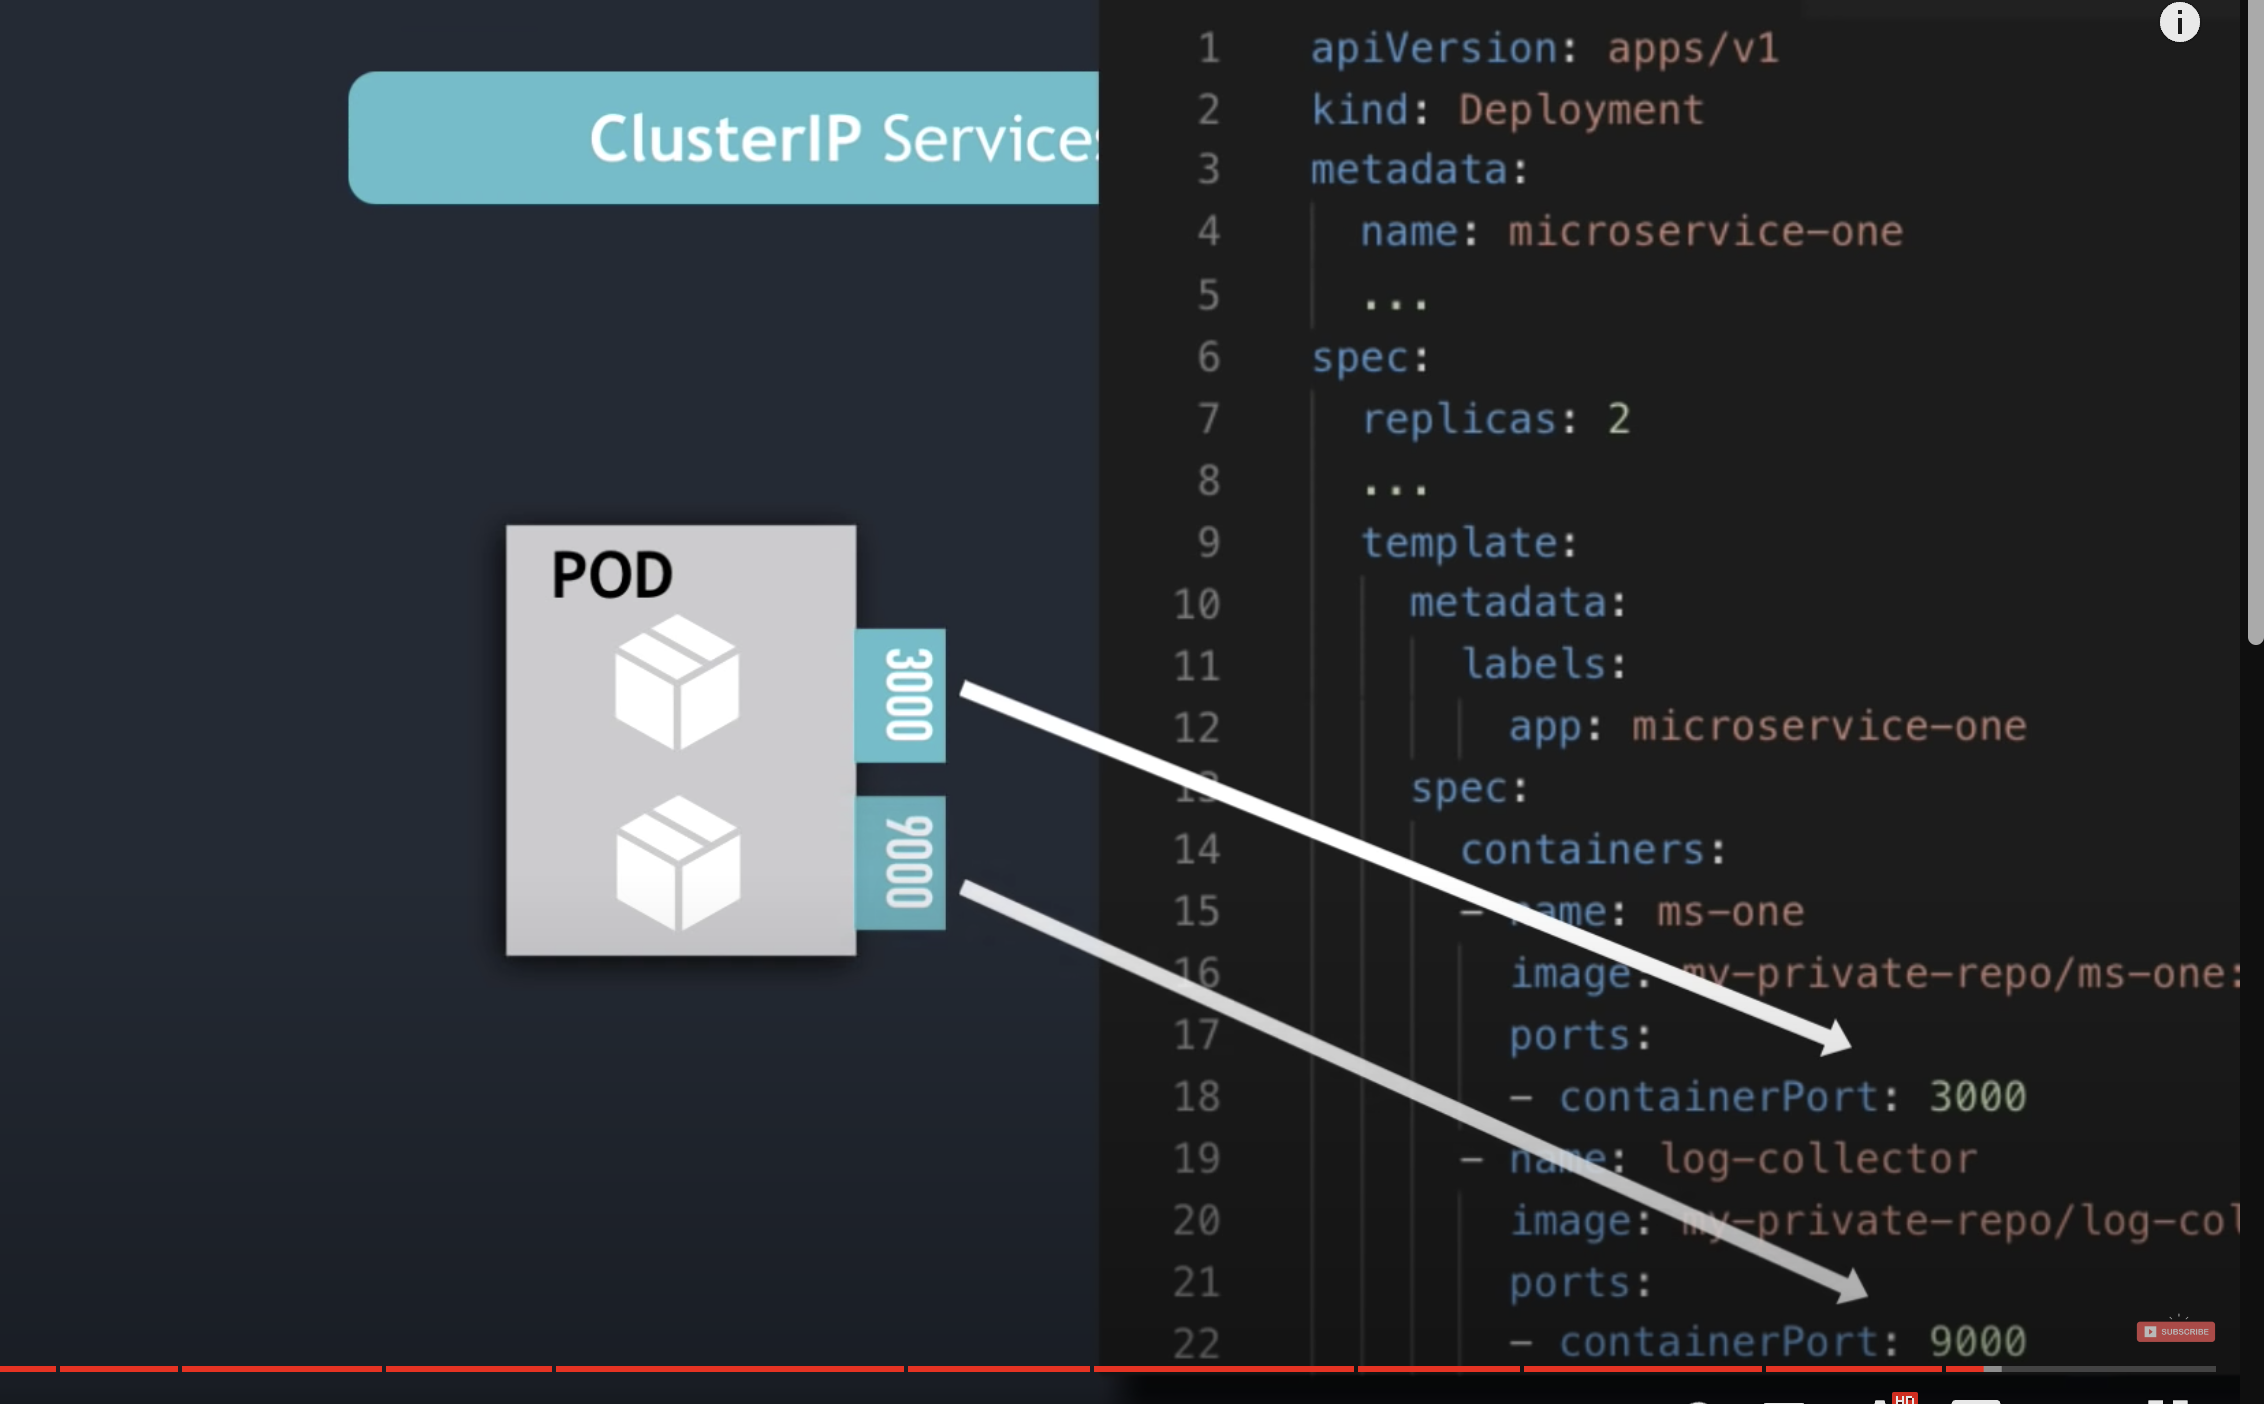 ClusterIP Services
POD
3000
9000
1 apiVersion: apps/v1
2 kind: Deployment
3 metadata:
4 name: microservice-one
5 ...
6 spec:
7 replicas: 2
8 ...
9 template:
10 metadata:
11 labels:
12 app: microservice-one
13 spec:
14 containers:
15 - name: ms-one
16 image: my-private-repo/ms-one:
17 ports:
18 - containerPort: 3000
19 - name: log-collector
20 image: my-private-repo/log-col
21 ports:
22 - containerPort: 9000
SUBSCRIBE
HD